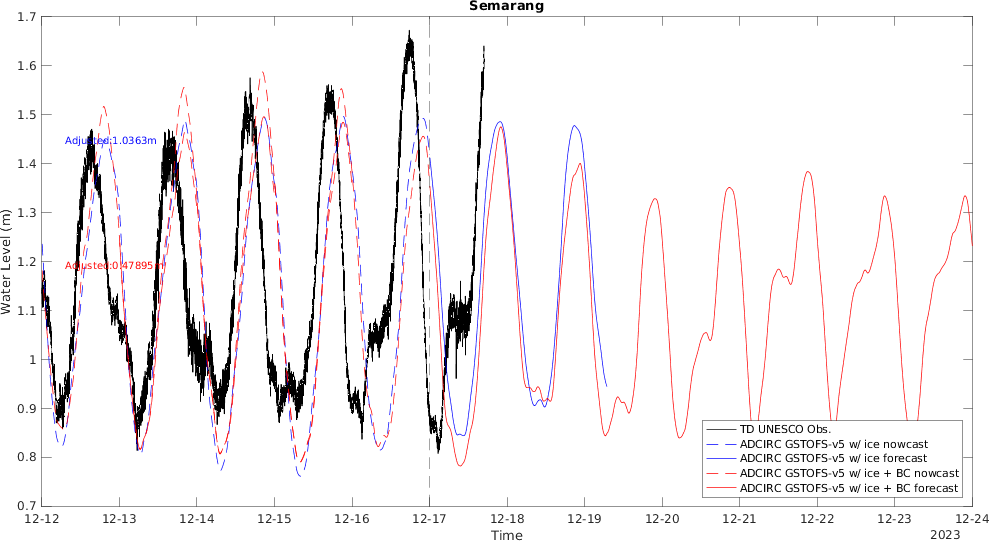 Semarang
1.7
1.6
1.5
1.4
1.3
1.2
1.1
1
0.9
0.8
0.7
Water Level (m)
Adjusted:1.0363m
Adjusted:0.47895m
TD UNESCO Obs.
ADCIRC GSTOFS-v5 w/ ice nowcast
ADCIRC GSTOFS-v5 w/ ice forecast
ADCIRC GSTOFS-v5 w/ ice + BC nowcast
ADCIRC GSTOFS-v5 w/ ice + BC forecast
12-12 12-13 12-14 12-15 12-16 12-17 12-18 12-19 12-20 12-21 12-22 12-23 12-24
Time
2023